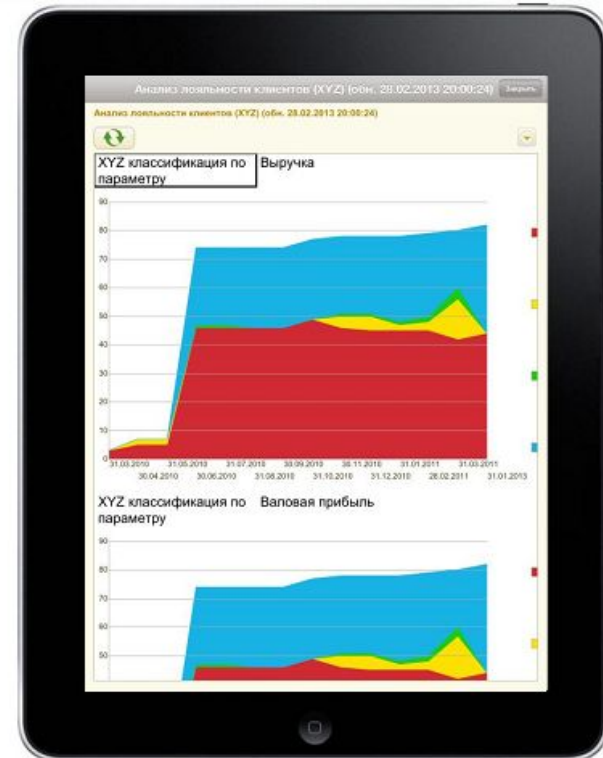 Анализ лояльности клиентов (XYZ) (обн. 28.02.2013 20:00:24) Закрыть
Анализ лояльности клиентов (XYZ) (обн. 28.02.2013 20:00:24)
XYZ классификация по Выручка
параметру
90
80
70
60
50
40
30
20
10
0
31.03.2010 31.05.2010 31.07.2010 30.09.2010 30.11.2010 31.01.2011 31.03.2011
30.04.2010 30.06.2010 31.08.2010 31.10.2010 31.12.2010 28.02.2011 31.01.2013
XYZ классификация по Валовая прибыль
параметру
90
80
70
60
50